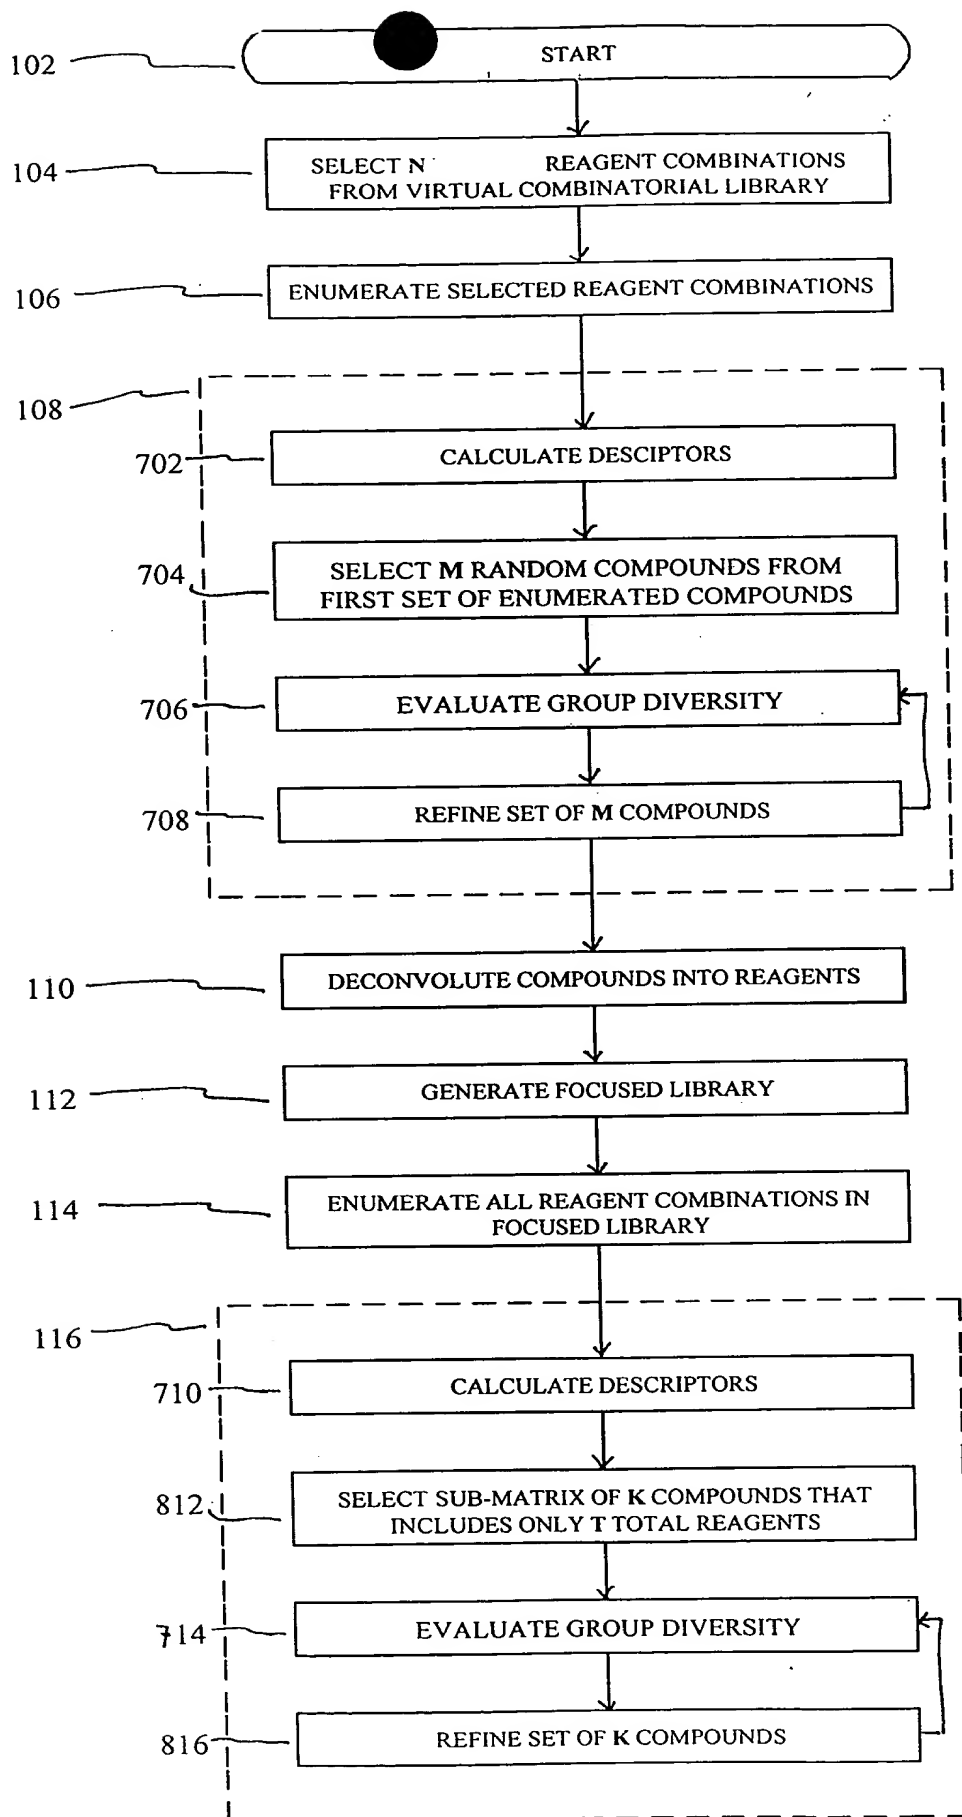 102
START
104
SELECT N REAGENT COMBINATIONS
FROM VIRTUAL COMBINATORIAL LIBRARY
106
ENUMERATE SELECTED REAGENT COMBINATIONS
108
702
CALCULATE DESCIPTORS
704
SELECT M RANDOM COMPOUNDS FROM
FIRST SET OF ENUMERATED COMPOUNDS
706
EVALUATE GROUP DIVERSITY
708
REFINE SET OF M COMPOUNDS
110
DECONVOLUTE COMPOUNDS INTO REAGENTS
112
GENERATE FOCUSED LIBRARY
114
ENUMERATE ALL REAGENT COMBINATIONS IN
FOCUSED LIBRARY
116
710
CALCULATE DESCRIPTORS
812
SELECT SUB-MATRIX OF K COMPOUNDS THAT
INCLUDES ONLY T TOTAL REAGENTS
714
EVALUATE GROUP DIVERSITY
816
REFINE SET OF K COMPOUNDS